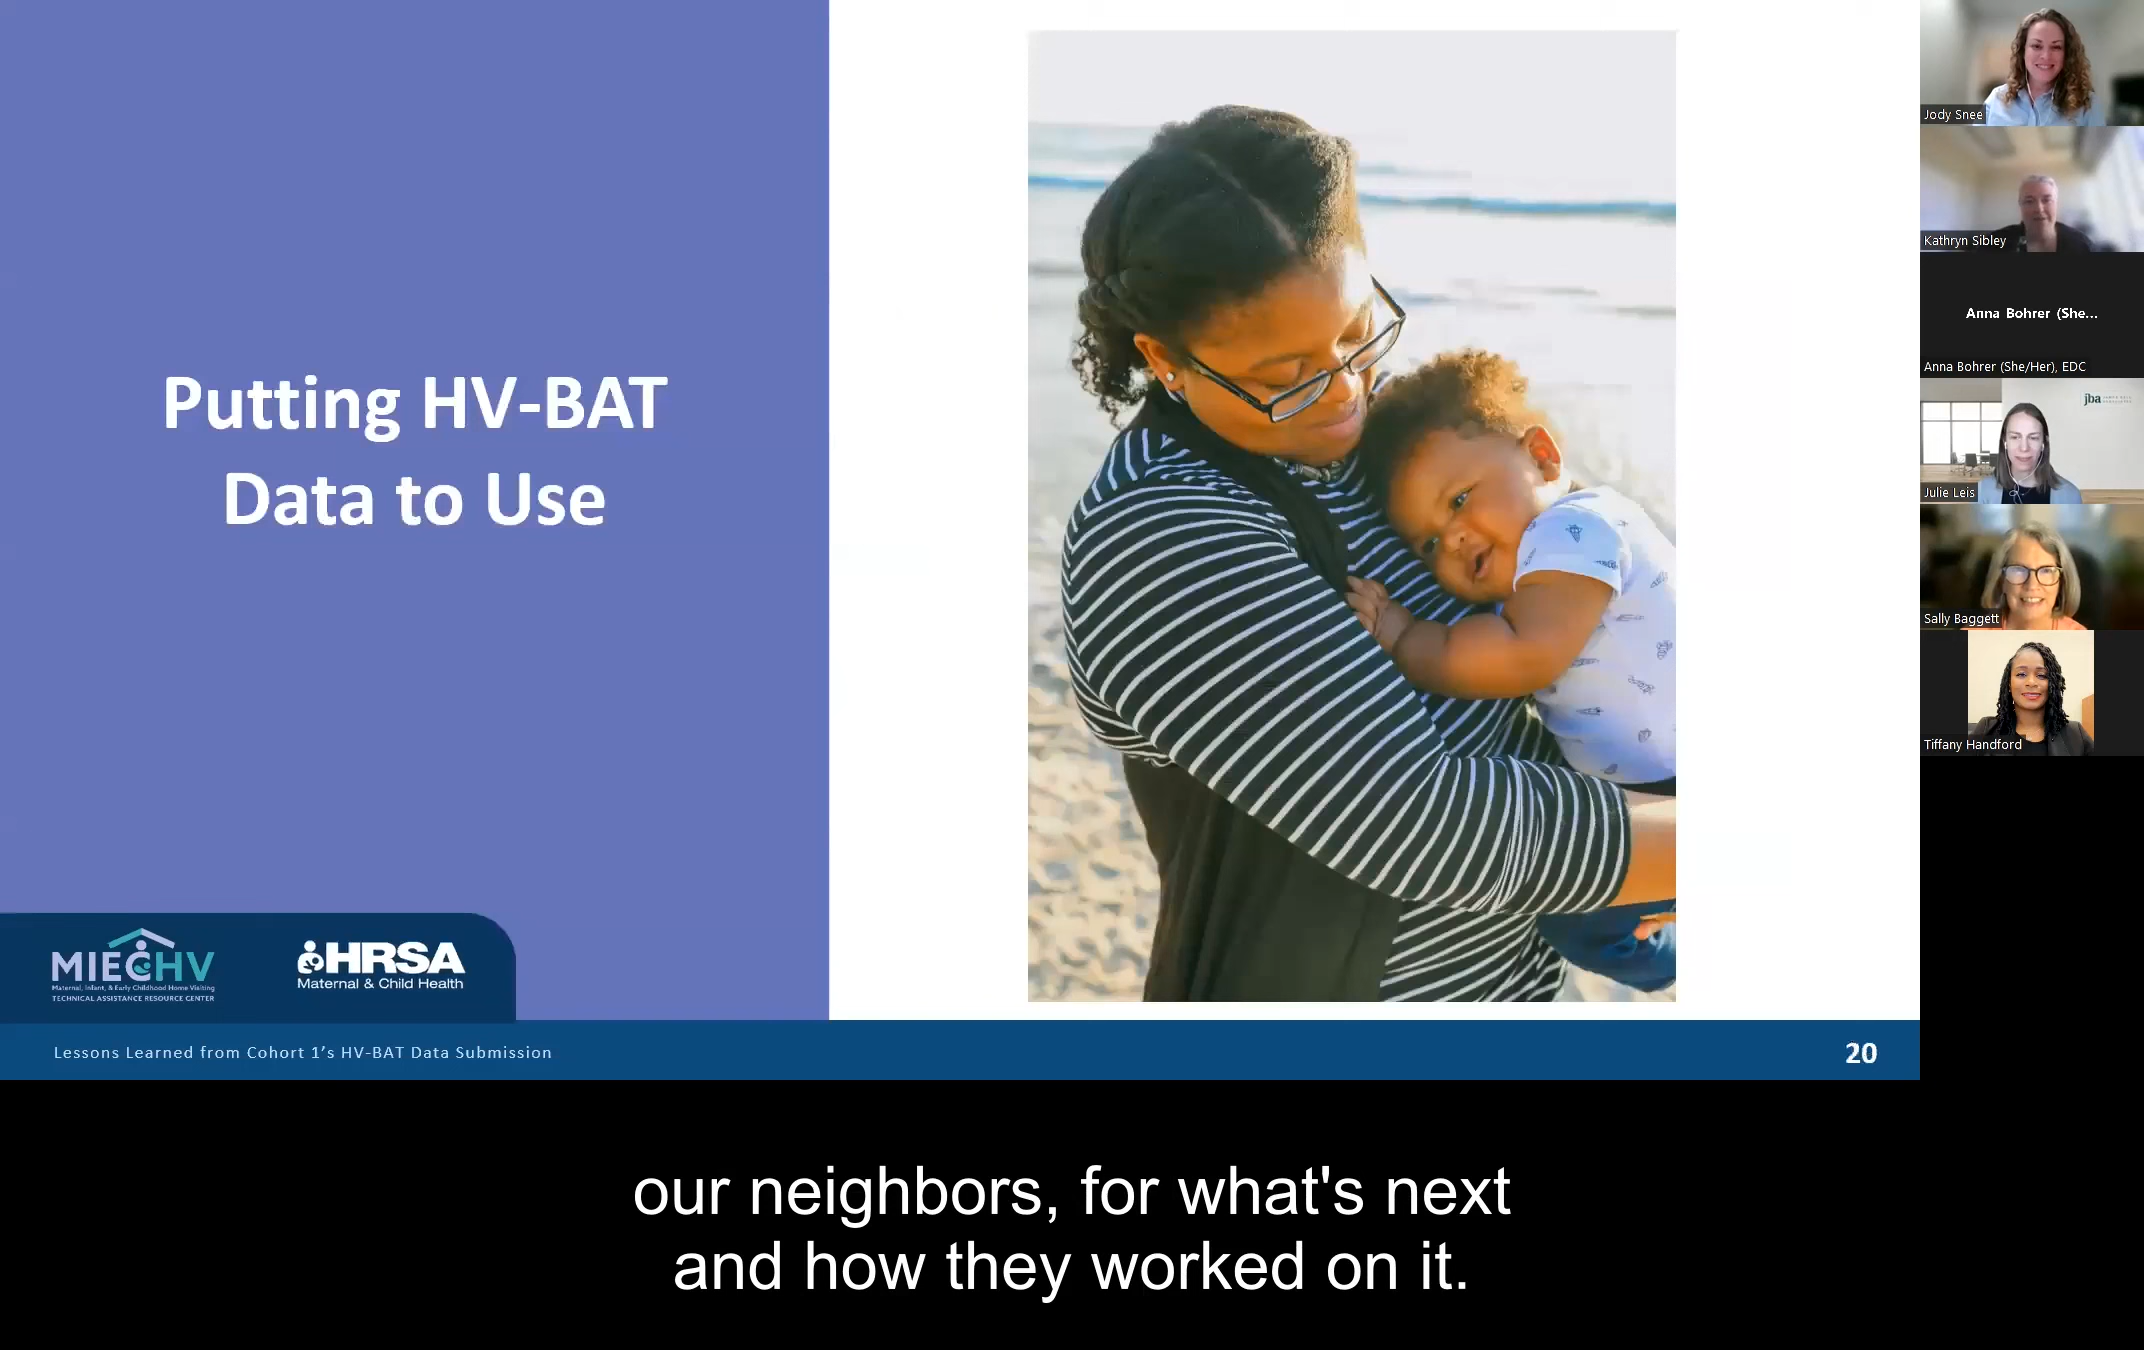 Putting HV-BAT
Data to Use
MIECHV
Maternal, Infant, & Early Childhood Home Visiting
TECHNICAL ASSISTANCE RESOURCE CENTER
HRSA
Maternal & Child Health
Lessons Learned from Cohort 1's HV-BAT Data Submission
20
Jody Snee
Kathryn Sibley
Anna Bohrer (She...
Anna Bohrer (She/Her), EDC
jba
Julie Leis
Sally Baggett
Tiffany Handford
our neighbors, for what's next
and how they worked on it.